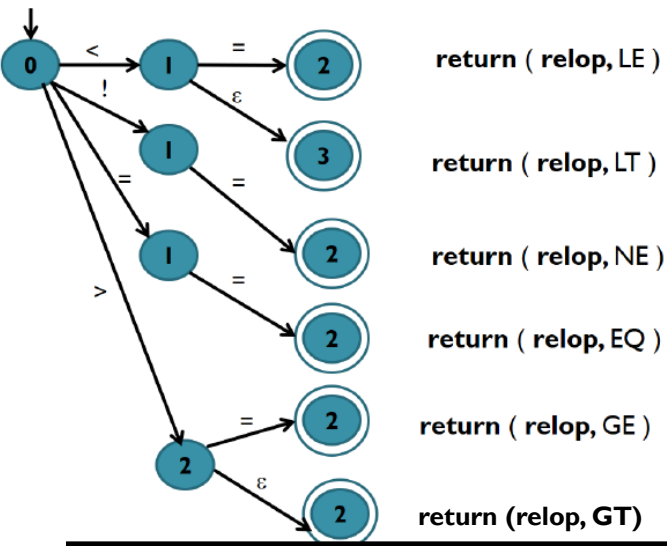 0 < 1 = 2 return ( relop, LE )
! ε
3 return ( relop, LT )
1 =
= 2 return ( relop, NE )
1 =
> 2 return ( relop, EQ )
= 2 return ( relop, GE )
2 ε
2 return (relop, GT)